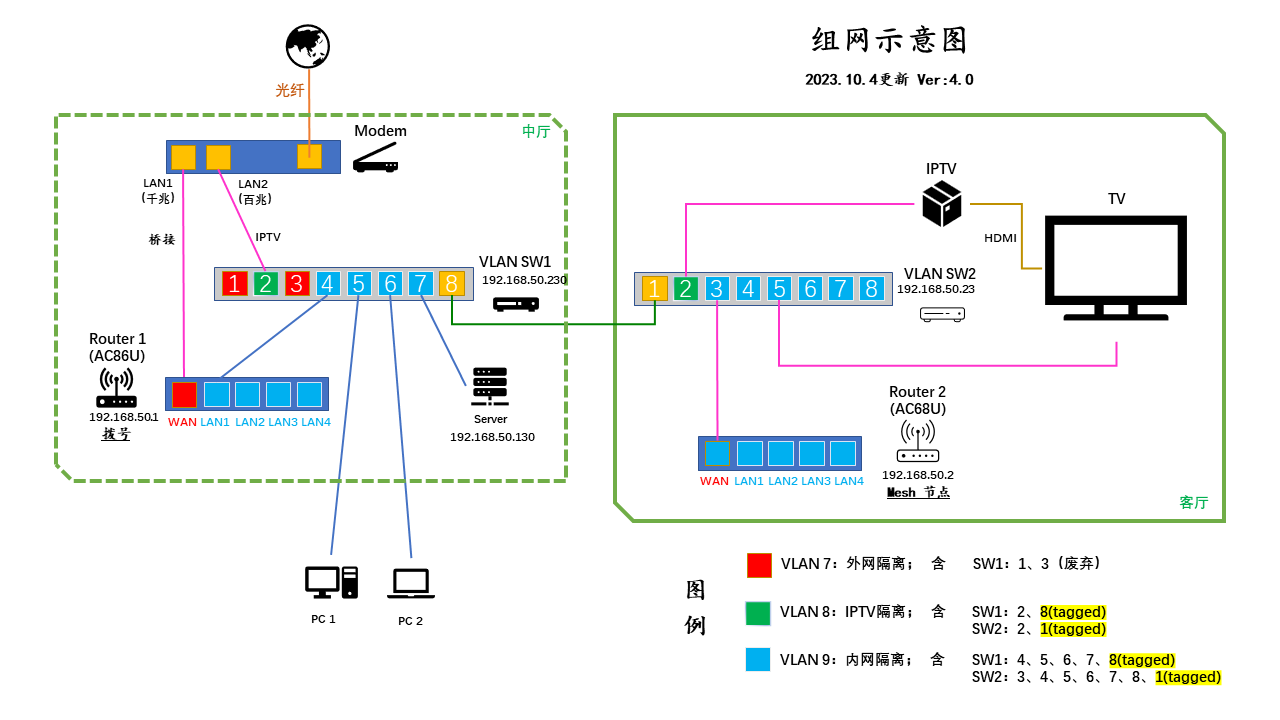 组网示意图
2023.10.4更新 Ver:4.0
光纤
中厅
Modem
LAN1
(千兆)
LAN2
(百兆)
桥接
IPTV
VLAN SW1
192.168.50.230
1 2 3 4 5 6 7 8
Router 1
(AC86U)
192.168.50.1
拨号
WAN LAN1 LAN2 LAN3 LAN4
Server
192.168.50.130
PC 1
PC 2
IPTV
TV
HDMI
VLAN SW2
192.168.50.23
1 2 3 4 5 6 7 8
Router 2
(AC68U)
192.168.50.2
Mesh 节点
WAN LAN1 LAN2 LAN3 LAN4
客厅
图例
VLAN 7：外网隔离； 含 SW1：1、3（废弃）
VLAN 8：IPTV隔离； 含 SW1：2、8(tagged)
SW2：2、1(tagged)
VLAN 9：内网隔离； 含 SW1：4、5、6、7、8(tagged)
SW2：3、4、5、6、7、8、1(tagged)